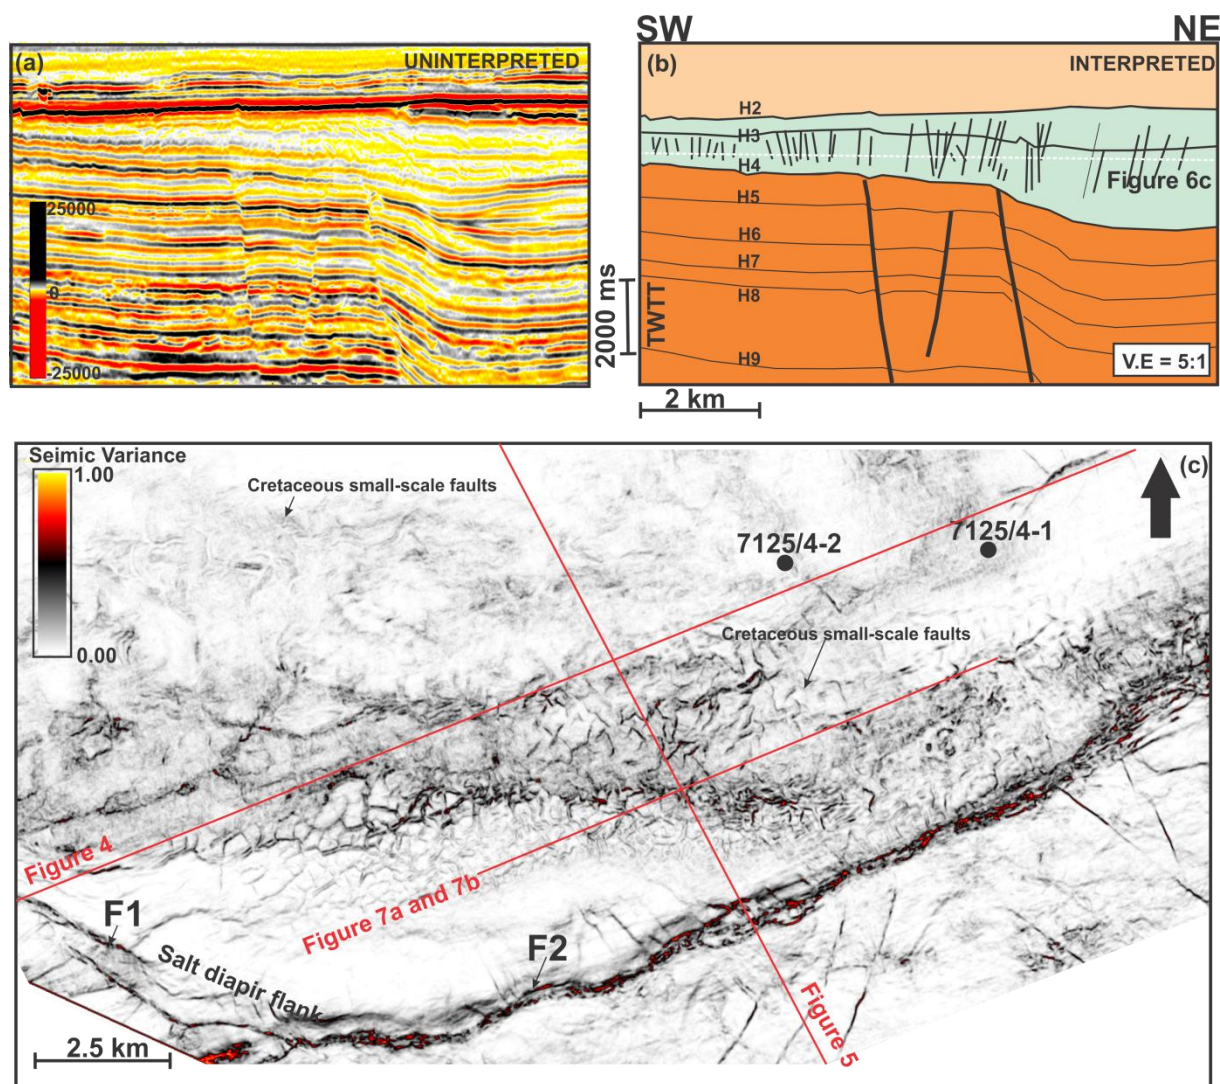 SW NE
(a) UNINTERPRETED
25000
0
-25000
(b) INTERPRETED
H2
H3
H4
Figure 6c
H5
H6
H7
H8
H9
2000 ms
TWTT
V.E = 5:1
2 km
Seimic Variance
1.00
0.00
(c)
Cretaceous small-scale faults
7125/4-2
7125/4-1
Cretaceous small-scale faults
Figure 4
Figure 7a and 7b
F1
F2
Salt diapir flank
Figure 5
2.5 km